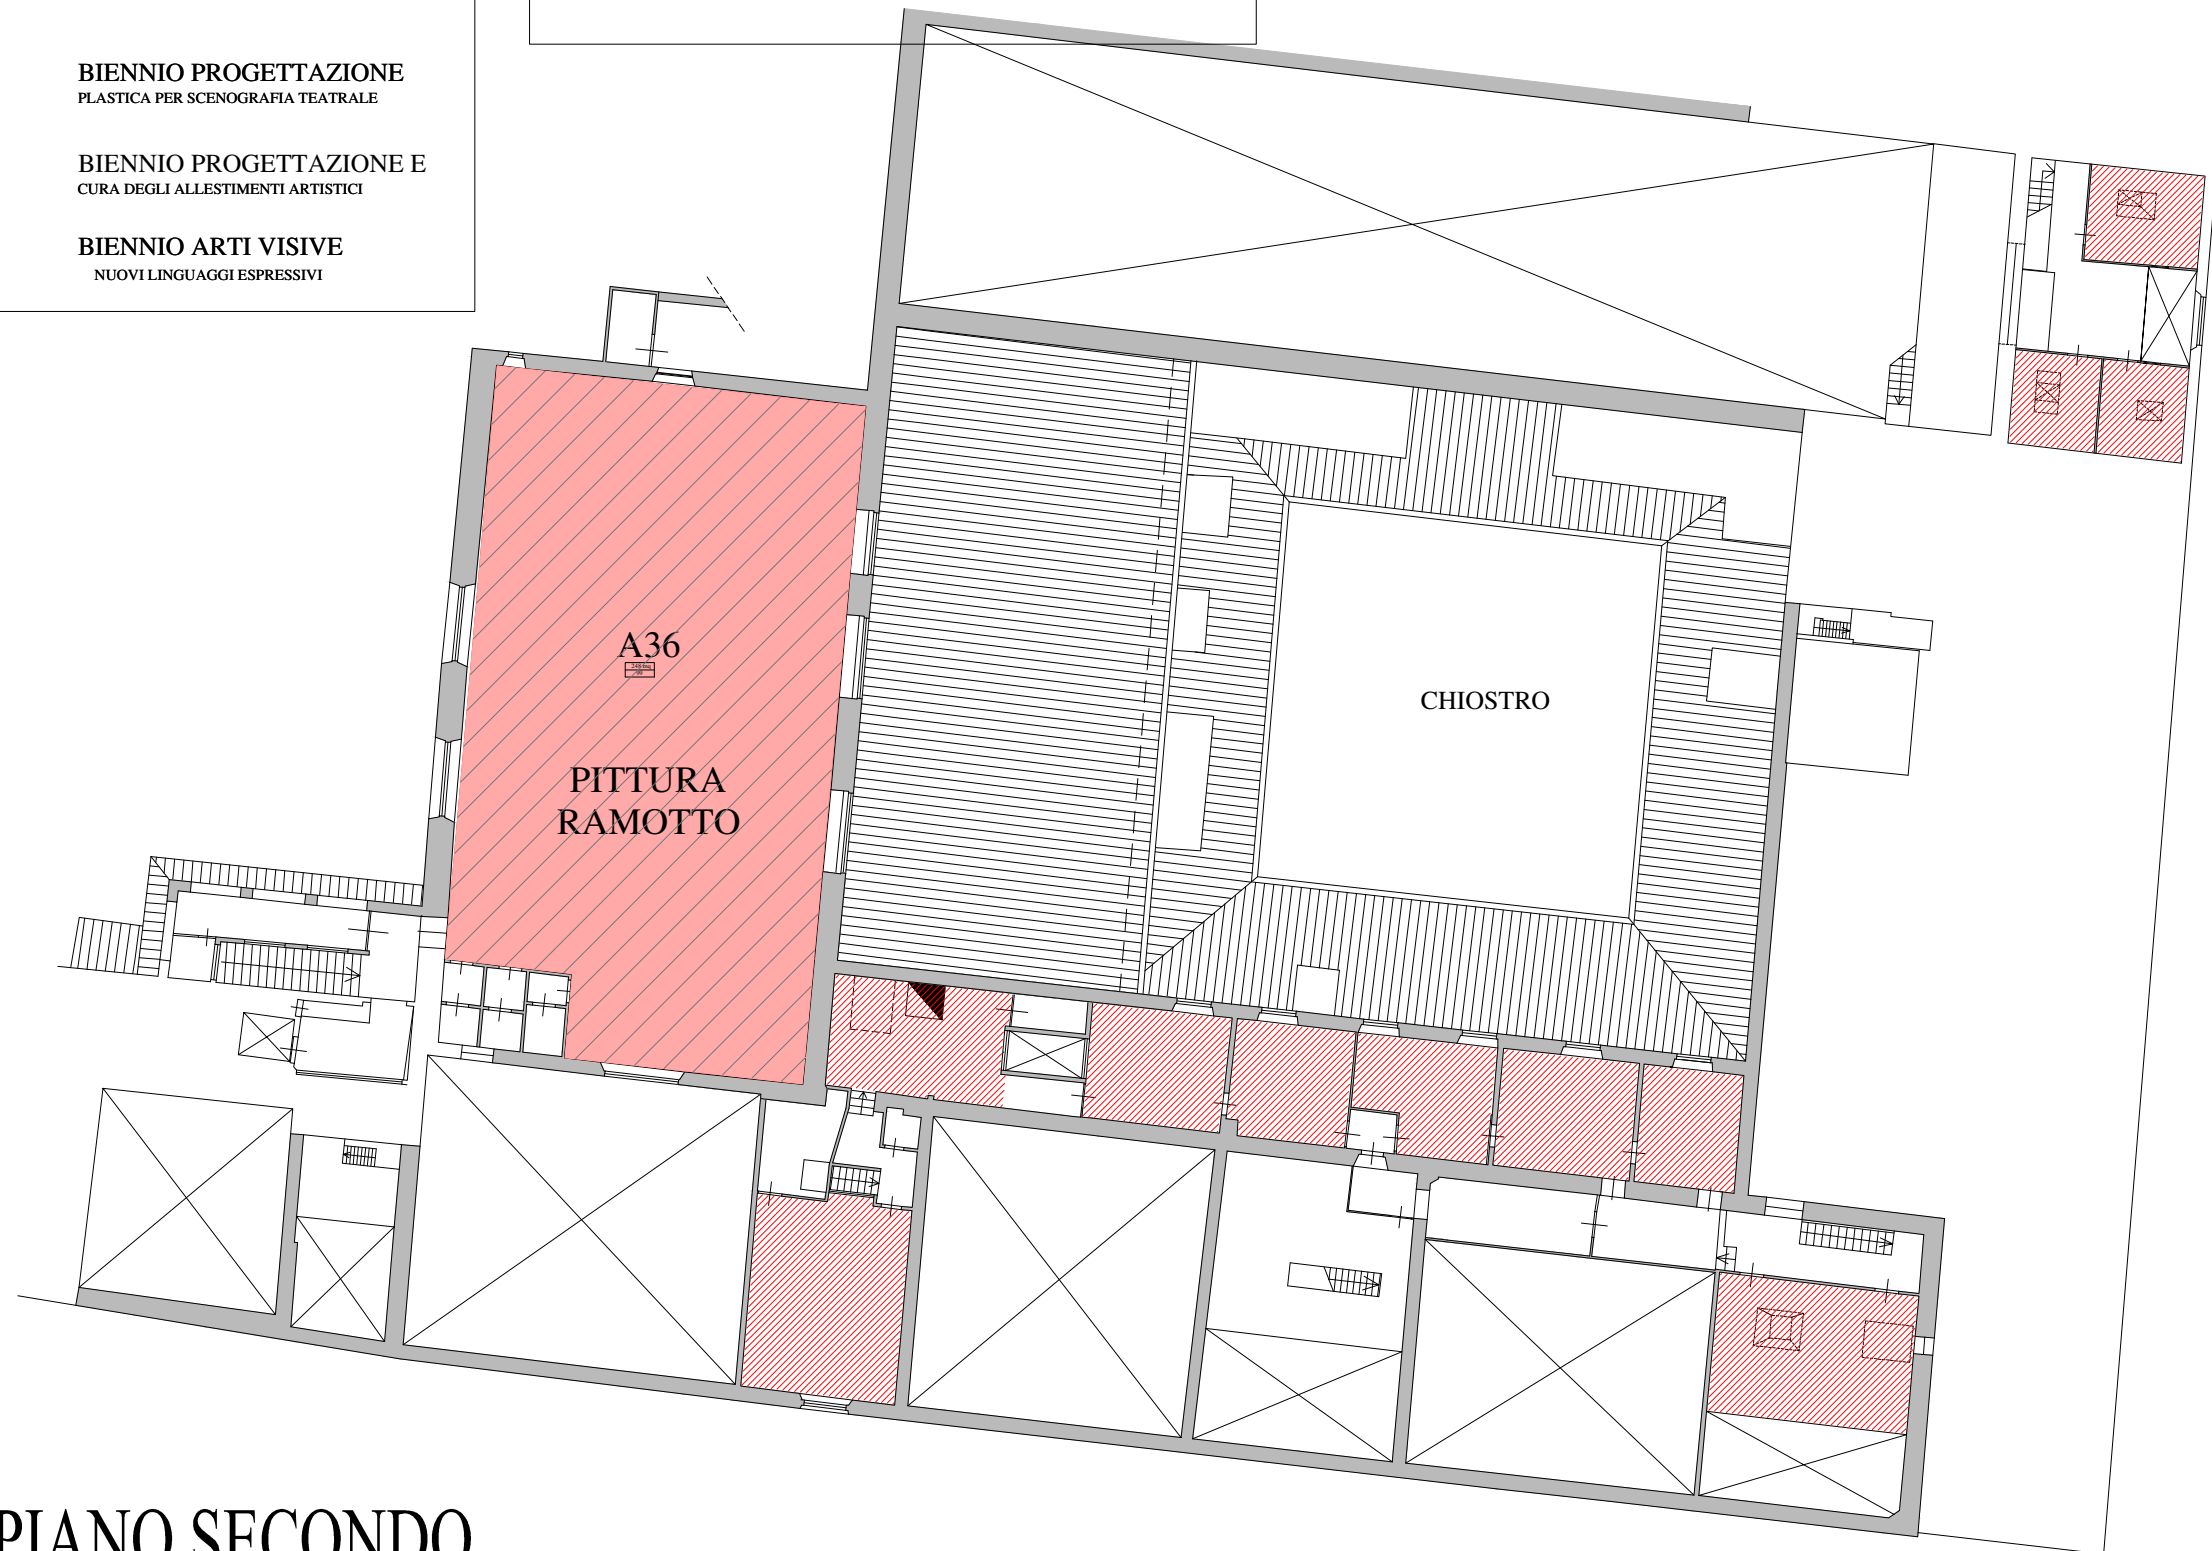 BIENNIO PROGETTAZIONE
PLASTICA PER SCENOGRAFIA TEATRALE
BIENNIO PROGETTAZIONE E
CURA DEGLI ALLESTIMENTI ARTISTICI
BIENNIO ARTI VISIVE
NUOVI LINGUAGGI ESPRESSIVI
A36
CHIOSTRO
PITTURA
RAMOTTO
PIANO SECONDO